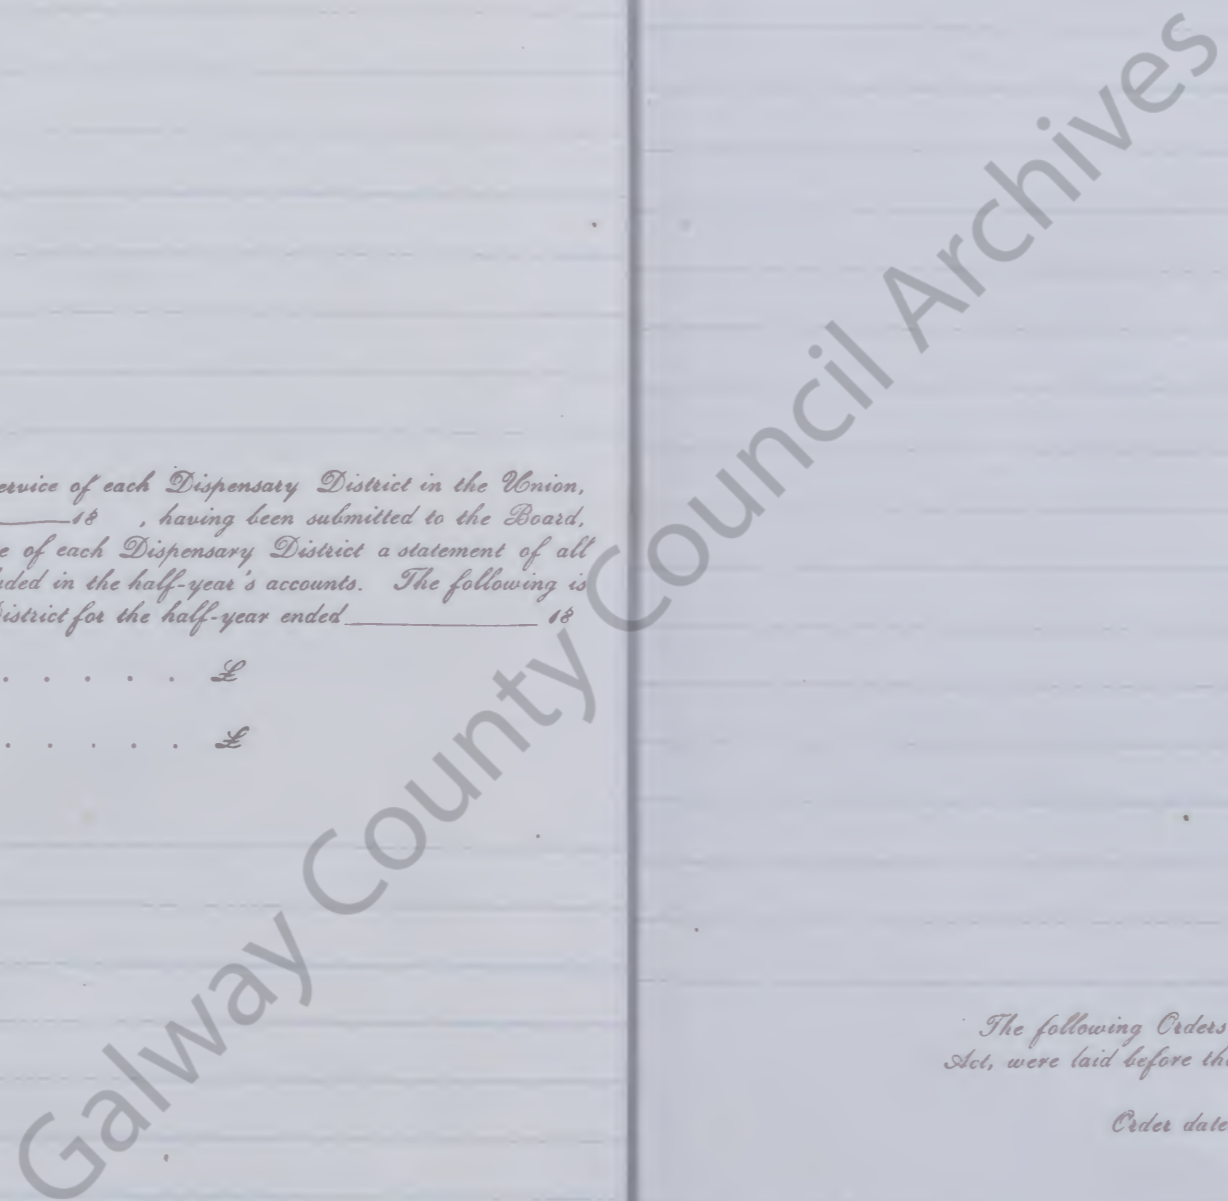 ervice of each Dispensary District in the Union,
18 , having been submitted to the Board,
e of each Dispensary District a statement of all
ded in the half-year's accounts. The following is
District for the half-year ended 18
. . . . . £
. . . . . £
The following Orders
Act, were laid before th
Order date
Galway County Council Archives